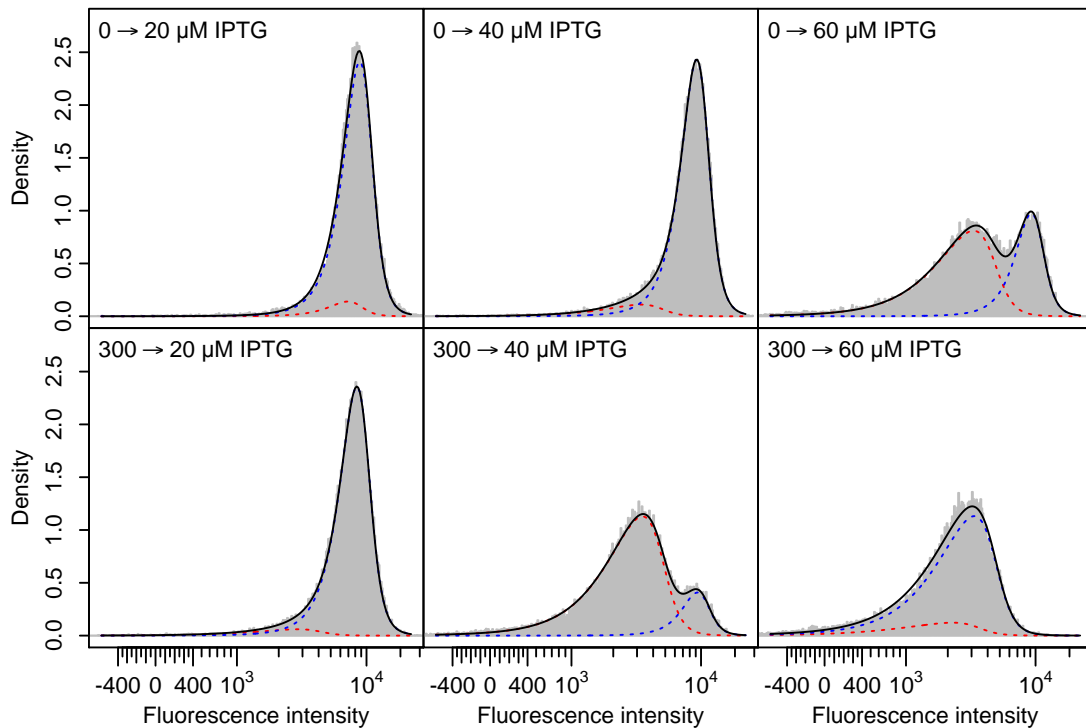 0 → 20 µM IPTG
0 → 40 µM IPTG
0 → 60 µM IPTG
Density
0.0 0.5 1.0 1.5 2.0 2.5
300 → 20 µM IPTG
300 → 40 µM IPTG
300 → 60 µM IPTG
Density
0.0 0.5 1.0 1.5 2.0 2.5
-400 0 400 10³ 10⁴
-400 0 400 10³ 10⁴
-400 0 400 10³ 10⁴
Fluorescence intensity
Fluorescence intensity
Fluorescence intensity